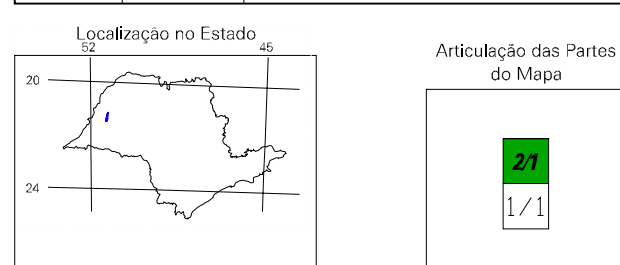 Localização no Estado
52 45
20
24
Articulação das Partes
do Mapa
2/1
1/1